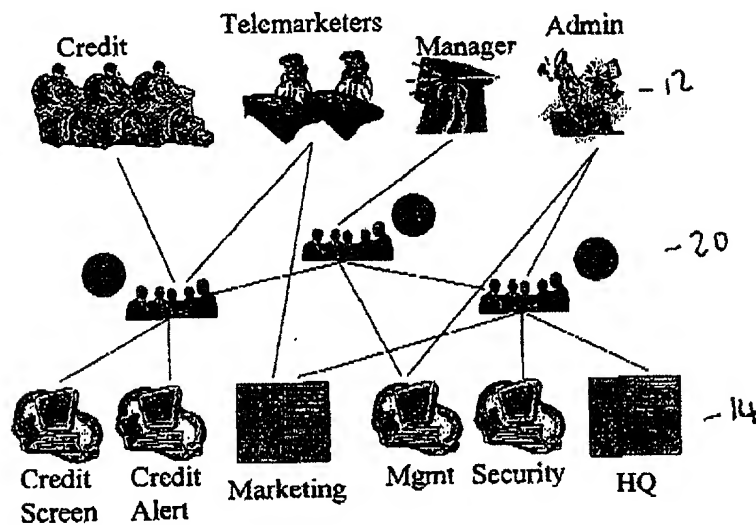 Credit
Telemarketers
Manager
Admin
-12
-20
Credit
Screen
Credit
Alert
Marketing
Mgmt
Security
HQ
-14